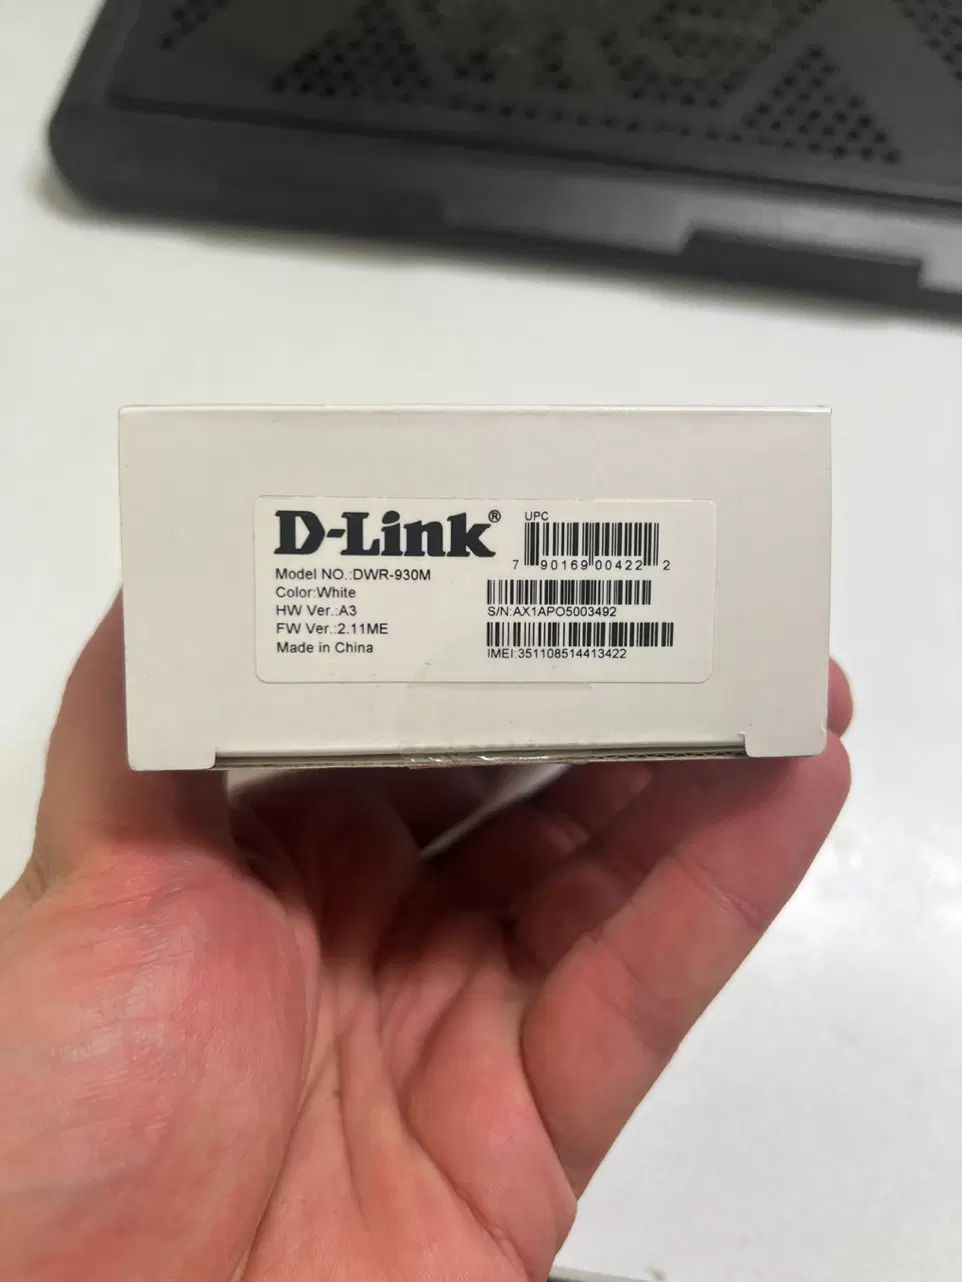 D-Link®
Model NO.:DWR-930M
Color:White
HW Ver.:A3
FW Ver.:2.11ME
Made in China
UPC
7 90169 00422 2
S/N:AX1APO5003492
IMEI:351108514413422